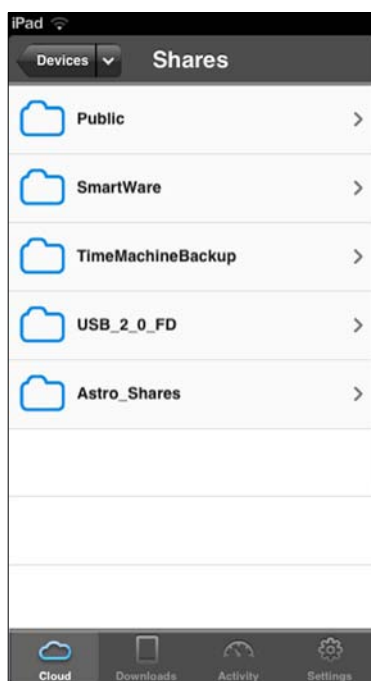 iPad
Devices Shares
Public
SmartWare
TimeMachineBackup
USB_2_0_FD
Astro_Shares
Cloud Downloads Activity Settings